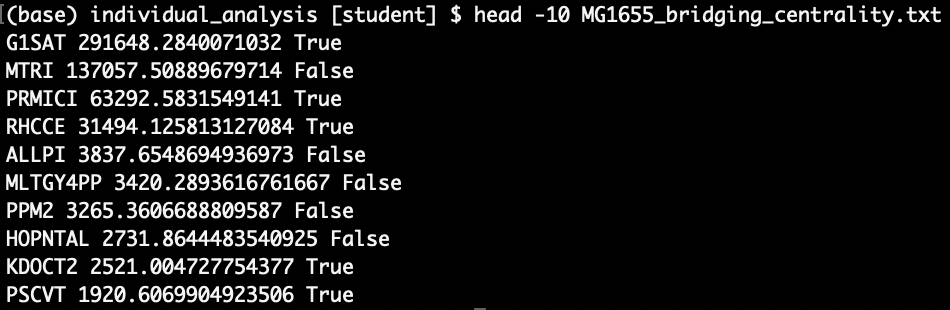 (base) individual_analysis [student] $ head -10 MG1655_bridging_centrality.txt
G1SAT 291648.2840071032 True
MTRI 137057.50889679714 False
PRMICI 63292.5831549141 True
RHCCE 31494.125813127084 True
ALLPI 3837.6548694936973 False
MLTGY4PP 3420.2893616761667 False
PPM2 3265.3606688809587 False
HOPNTAL 2731.8644483540925 False
KDOCT2 2521.004727754377 True
PSCVT 1920.6069904923506 True